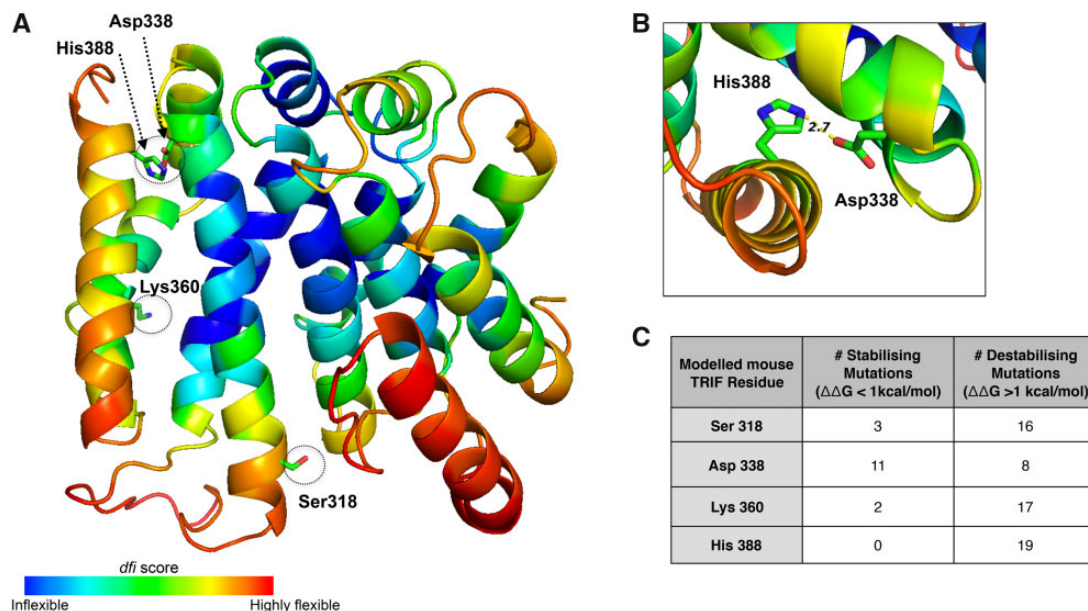 A
Asp338
His388
Lys360
Ser318
dfi score
Inflexible
Highly flexible
B
His388
2.7
Asp338
C
Modelled mouse TRIF Residue
# Stabilising Mutations (ΔΔG < 1kcal/mol)
# Destabilising Mutations (ΔΔG >1 kcal/mol)
Ser 318 3 16
Asp 338 11 8
Lys 360 2 17
His 388 0 19